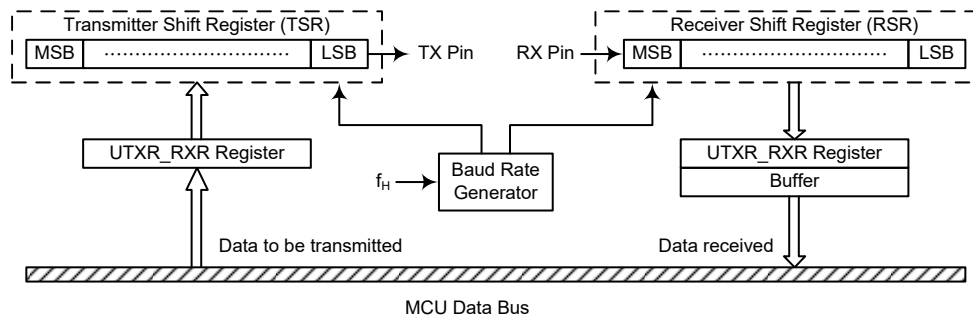 Transmitter Shift Register (TSR)
MSB ........................................ LSB
TX Pin
RX Pin
Receiver Shift Register (RSR)
MSB ........................................ LSB
UTXR_RXR Register
fH
Baud Rate
Generator
UTXR_RXR Register
Buffer
Data to be transmitted
Data received
MCU Data Bus